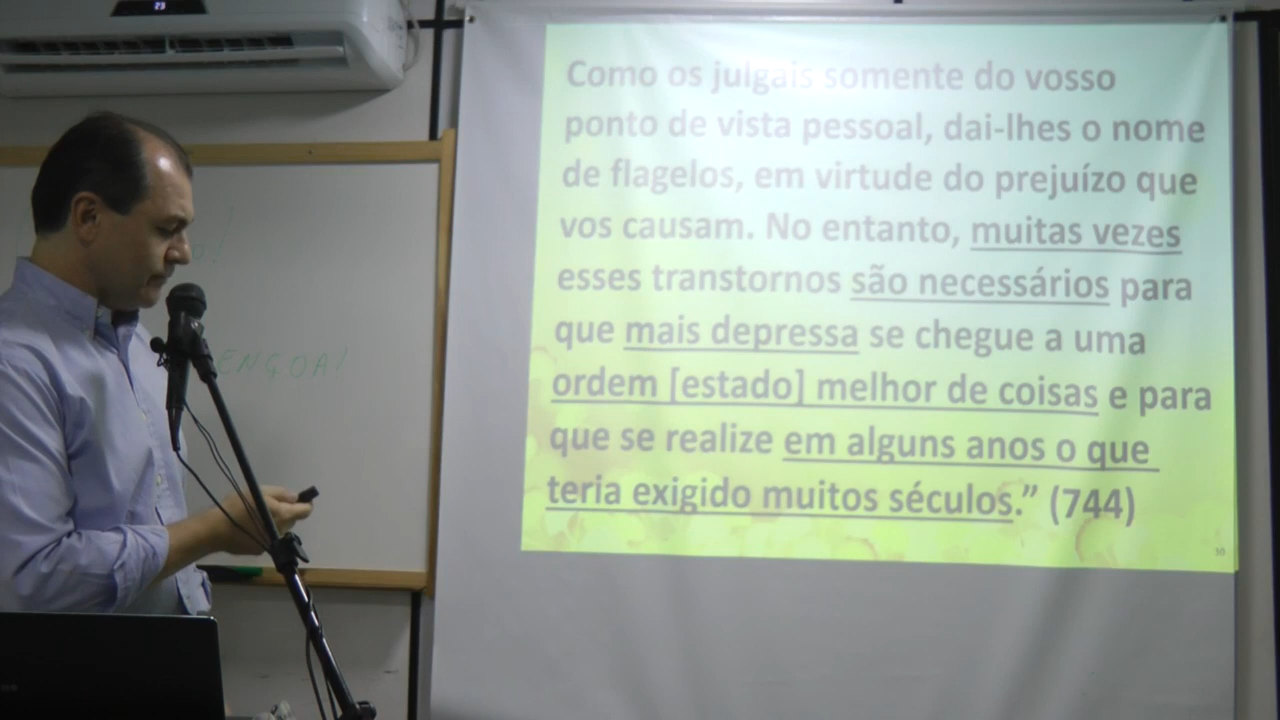 23
Como os julgais somente do vosso
ponto de vista pessoal, dai-lhes o nome
de flagelos, em virtude do prejuízo que
vos causam. No entanto, muitas vezes
esses transtornos são necessários para
que mais depressa se chegue a uma
ordem [estado] melhor de coisas e para
que se realize em alguns anos o que
teria exigido muitos séculos.” (744)